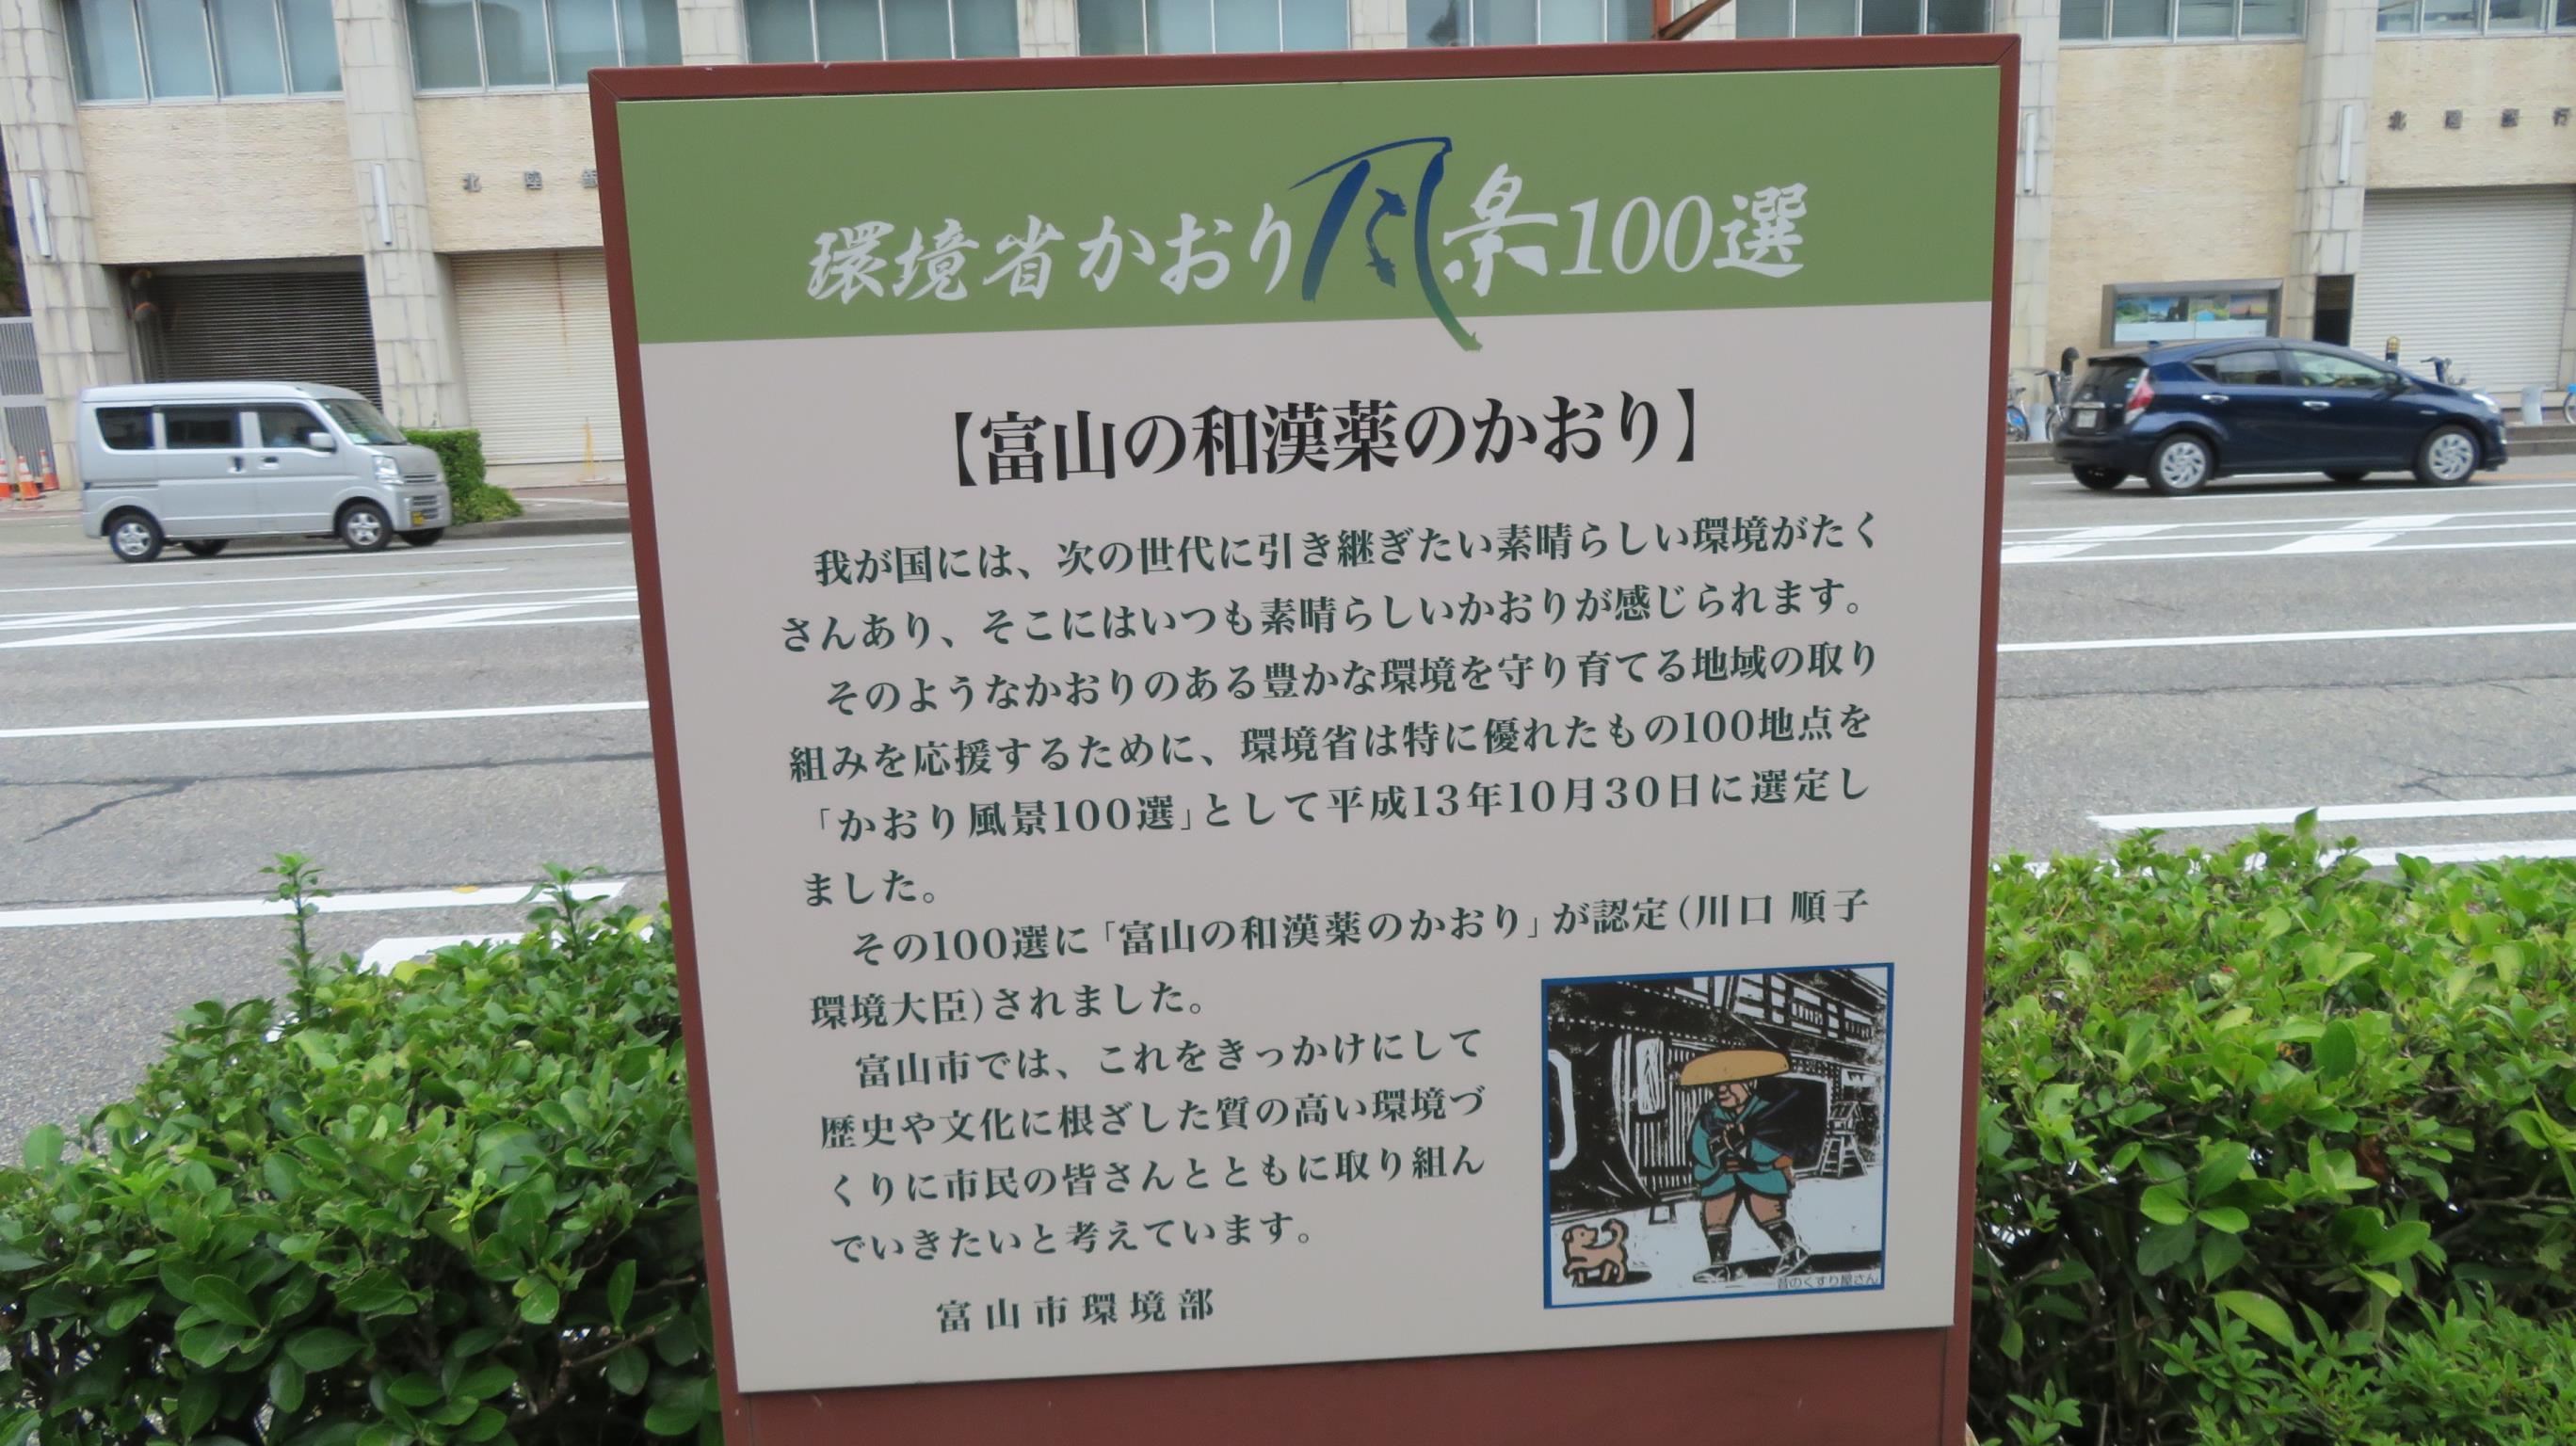 環境省かおり風景100選
【富山の和漢薬のかおり】
我が国には、次の世代に引き継ぎたい素晴らしい環境がたく
さんあり、そこにはいつも素晴らしいかおりが感じられます。
そのようなかおりのある豊かな環境を守り育てる地域の取り
組みを応援するために、環境省は特に優れたもの100地点を
「かおり風景100選」として平成13年10月30日に選定し
ました。
その100選に「富山の和漢薬のかおり」が認定(川口 順子
環境大臣)されました。
富山市では、これをきっかけにして
歴史や文化に根ざした質の高い環境づ
くりに市民の皆さんとともに取り組ん
でいきたいと考えています。
富山市環境部
昔のくすり屋さん
北陸銀
北陸銀行